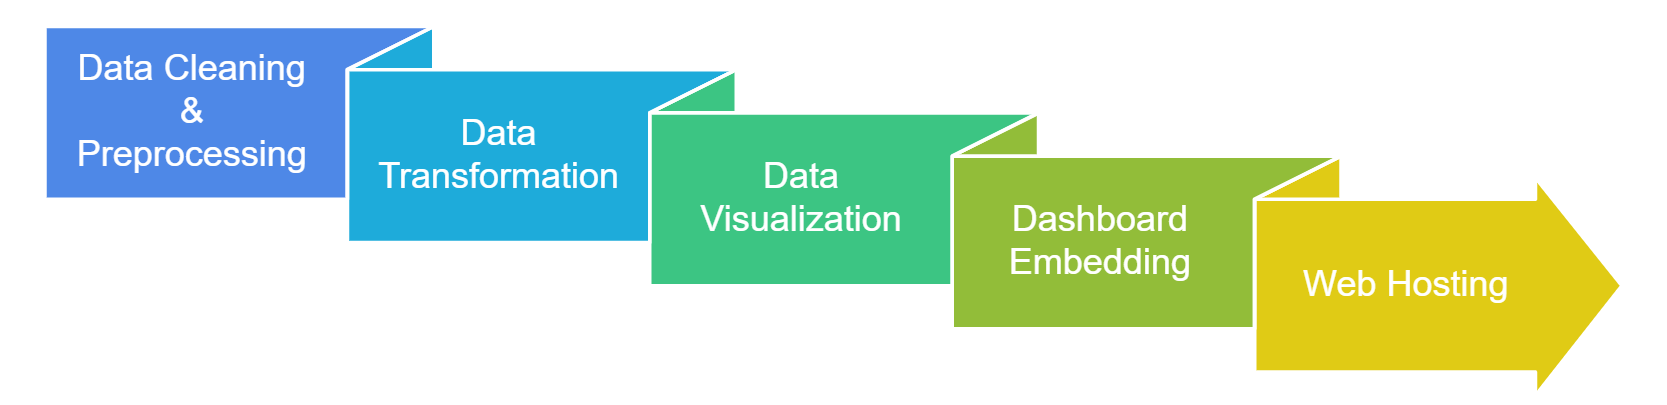 Data Cleaning
&
Preprocessing
Data
Transformation
Data
Visualization
Dashboard
Embedding
Web Hosting